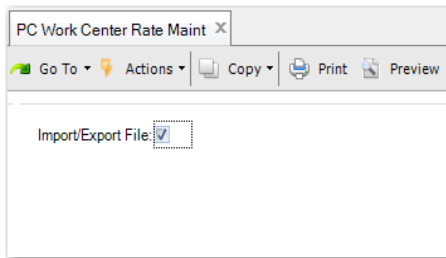 PC Work Center Rate Maint X
Go To Actions Copy Print Preview
Import/Export File: